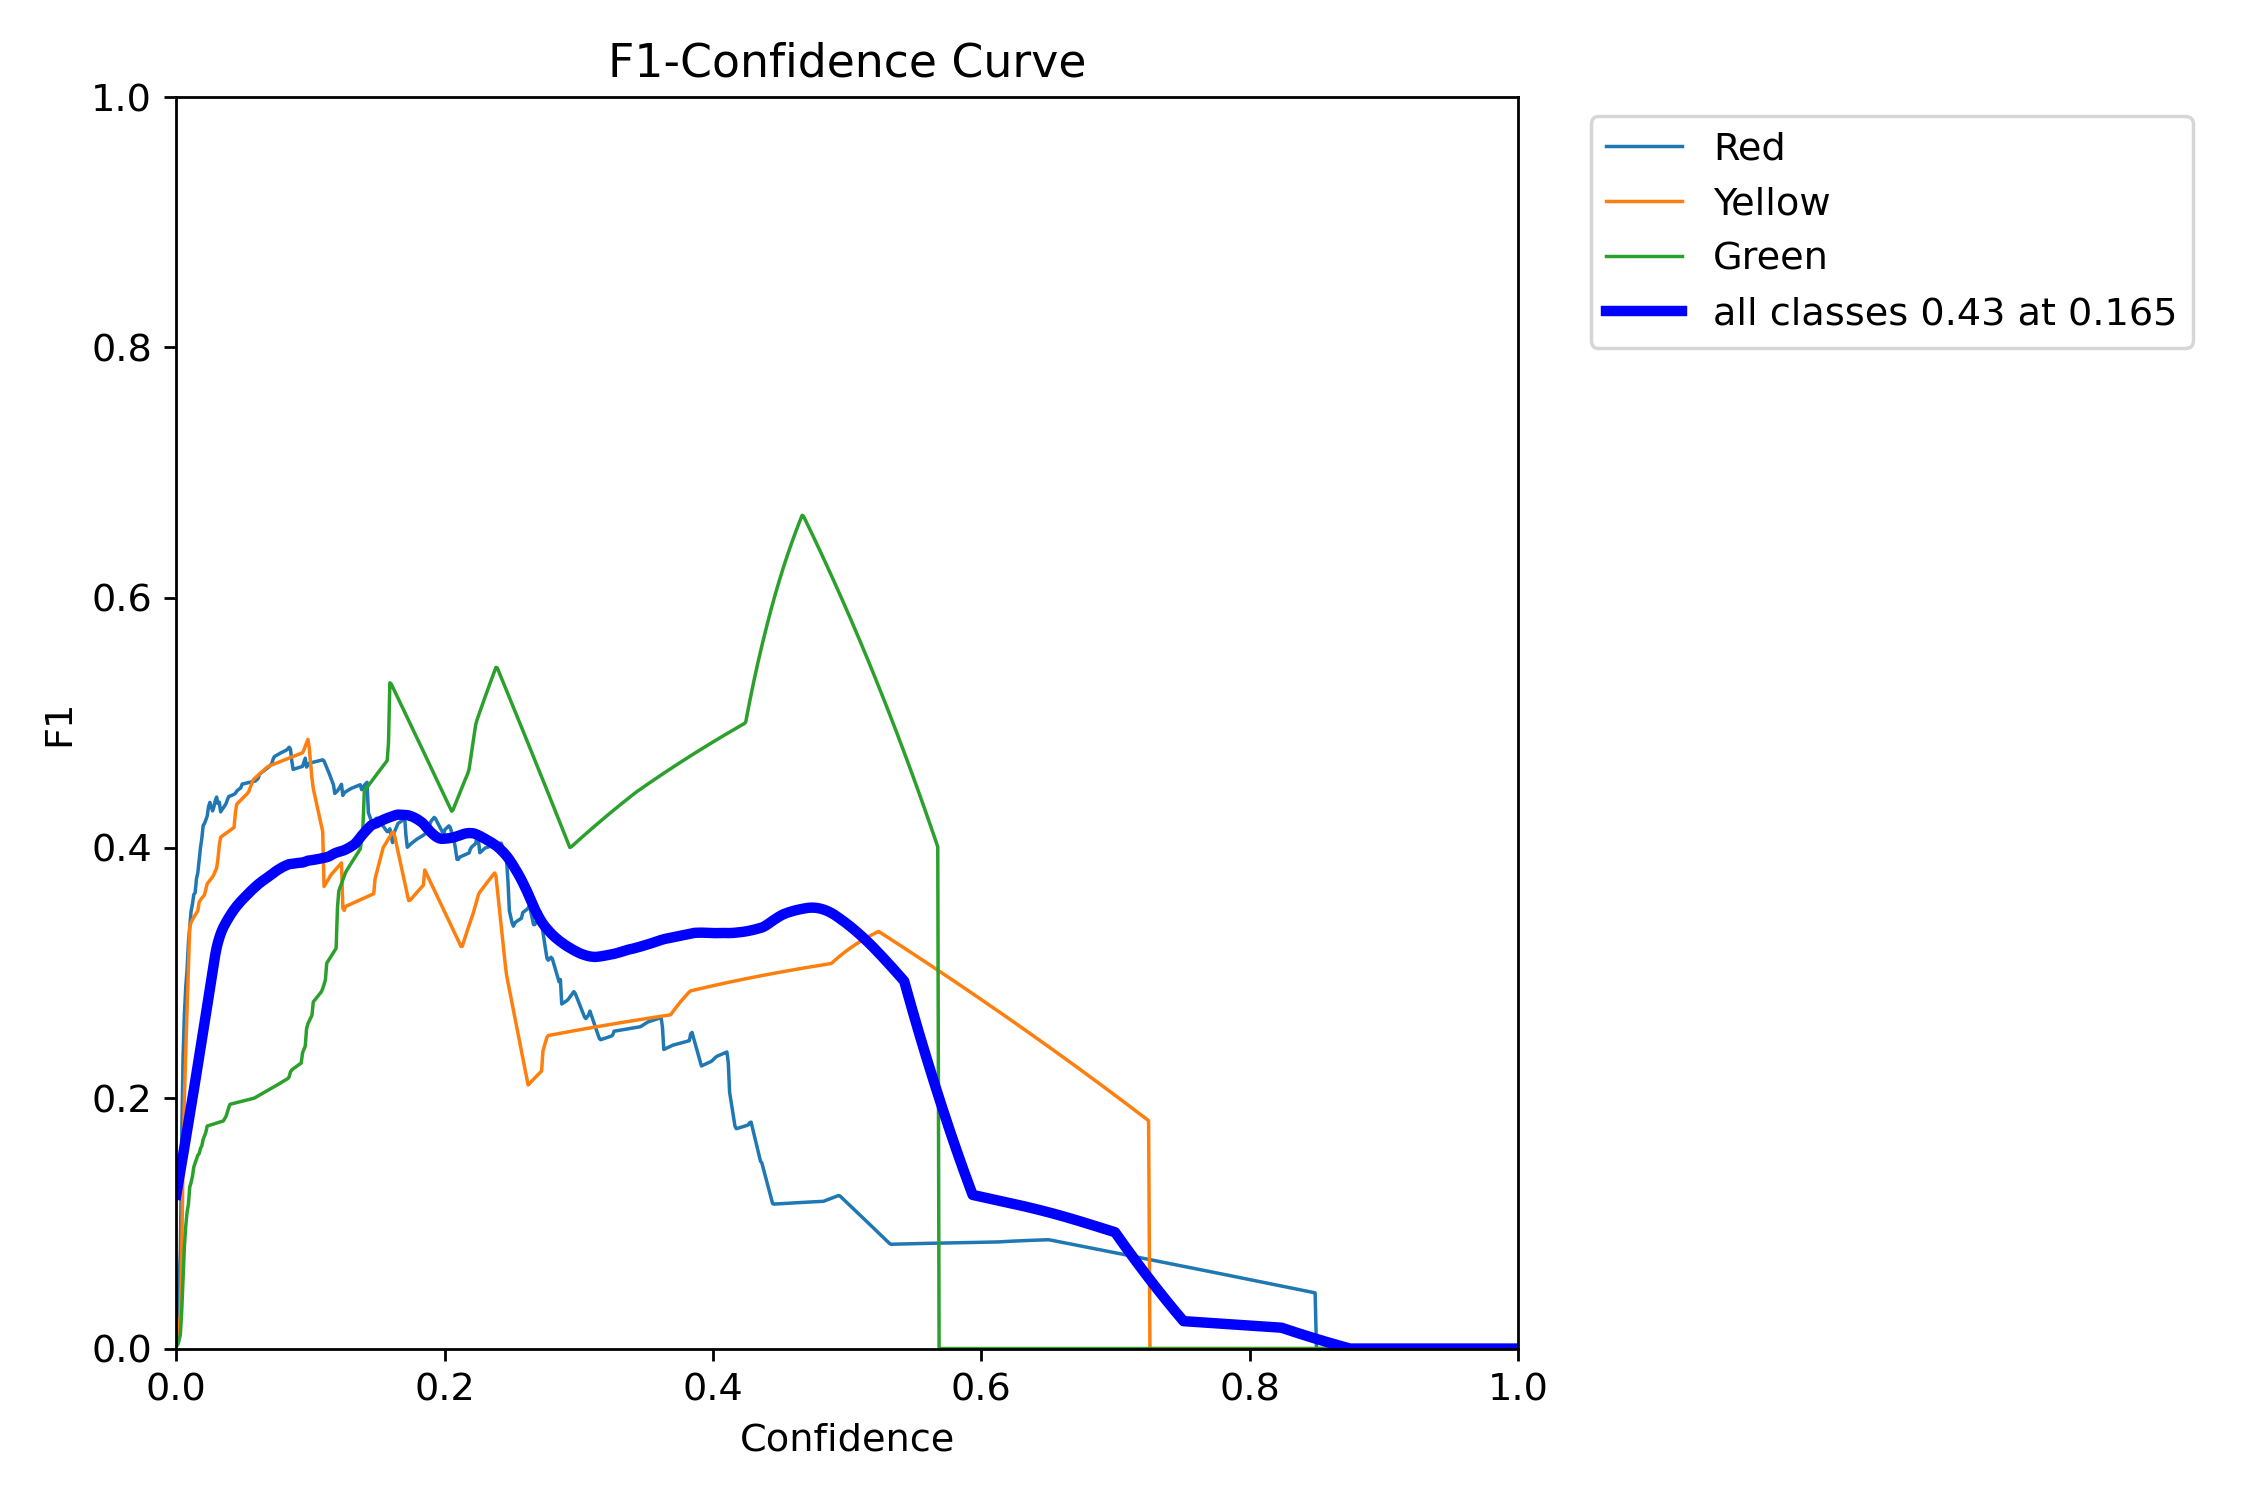 F1-Confidence Curve
1.0
0.8
0.6
0.4
0.2
0.0
F1
0.0 0.2 0.4 0.6 0.8 1.0
Confidence
Red
Yellow
Green
all classes 0.43 at 0.165